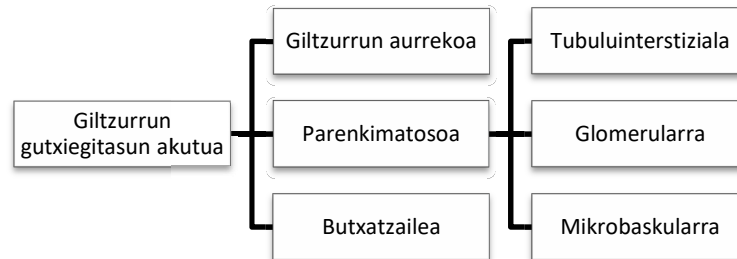 Giltzurrun
gutxiegitasun akutua
Giltzurrun aurrekoa
Parenkimatosoa
Butxatzailea
Tubuluinterstiziala
Glomerularra
Mikrobaskularra